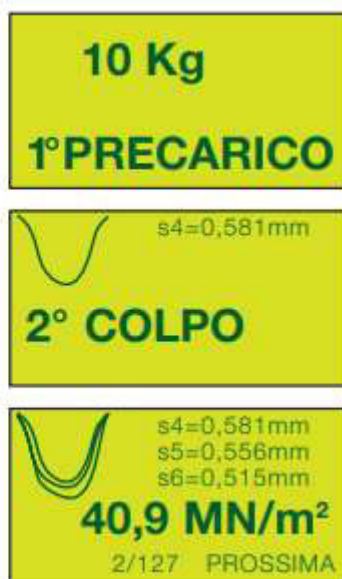 10 Kg
1°PRECARICO
s4=0,581mm
2° COLPO
s4=0,581mm
s5=0,556mm
s6=0,515mm
40,9 MN/m²
2/127 PROSSIMA